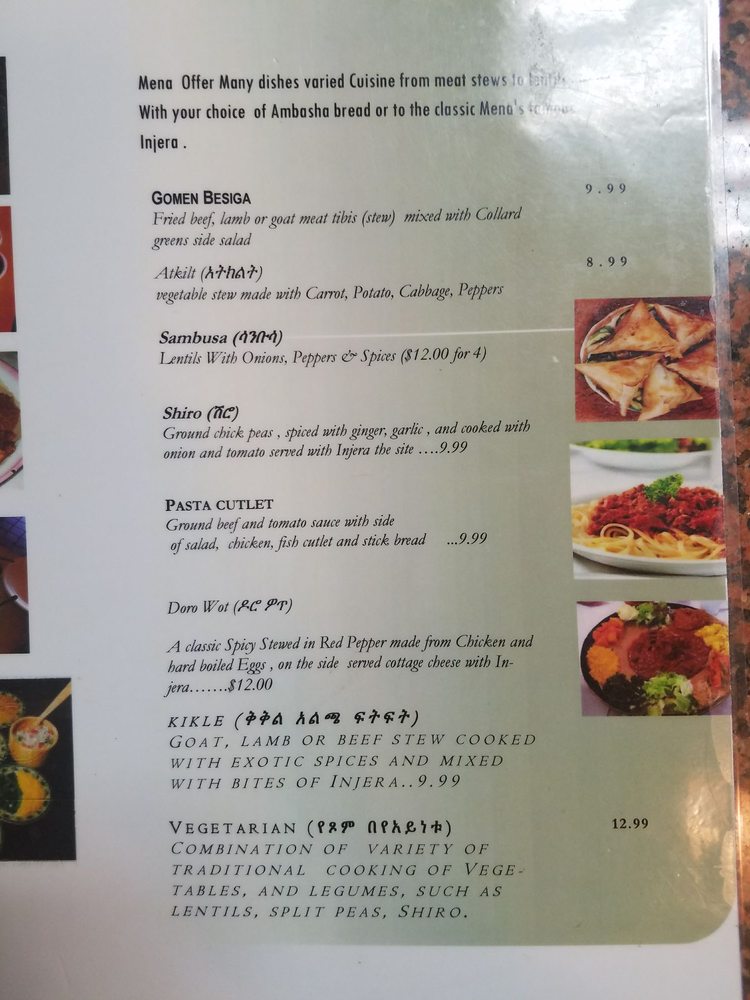 Mena Offer Many dishes varied Cuisine from meat stews to lentils
With your choice of Ambasha bread or to the classic Mena's famous
Injera .
GOMEN BESIGA 9.99
Fried beef, lamb or goat meat tibis (stew) mixed with Collard
greens side salad
Atkilt (አትክልት) 8.99
vegetable stew made with Carrot, Potato, Cabbage, Peppers
Sambusa (ሳንቡሳ)
Lentils With Onions, Peppers & Spices ($12.00 for 4)
Shiro (ሽሮ)
Ground chick peas , spiced with ginger, garlic , and cooked with
onion and tomato served with Injera the site ....9.99
PASTA CUTLET
Ground beef and tomato sauce with side
of salad, chicken, fish cutlet and stick bread ...9.99
Doro Wot (ዶሮ ዎፐ)
A classic Spicy Stewed in Red Pepper made from Chicken and
hard boiled Eggs , on the side served cottage cheese with In-
jera.......$12.00
KIKLE (ቅቅል አልጫ ፍትፍት)
GOAT, LAMB OR BEEF STEW COOKED
WITH EXOTIC SPICES AND MIXED
WITH BITES OF INJERA..9.99
VEGETARIAN (የጾም በየአይነቱ) 12.99
COMBINATION OF VARIETY OF
TRADITIONAL COOKING OF VEGE-
TABLES, AND LEGUMES, SUCH AS
LENTILS, SPLIT PEAS, SHIRO.